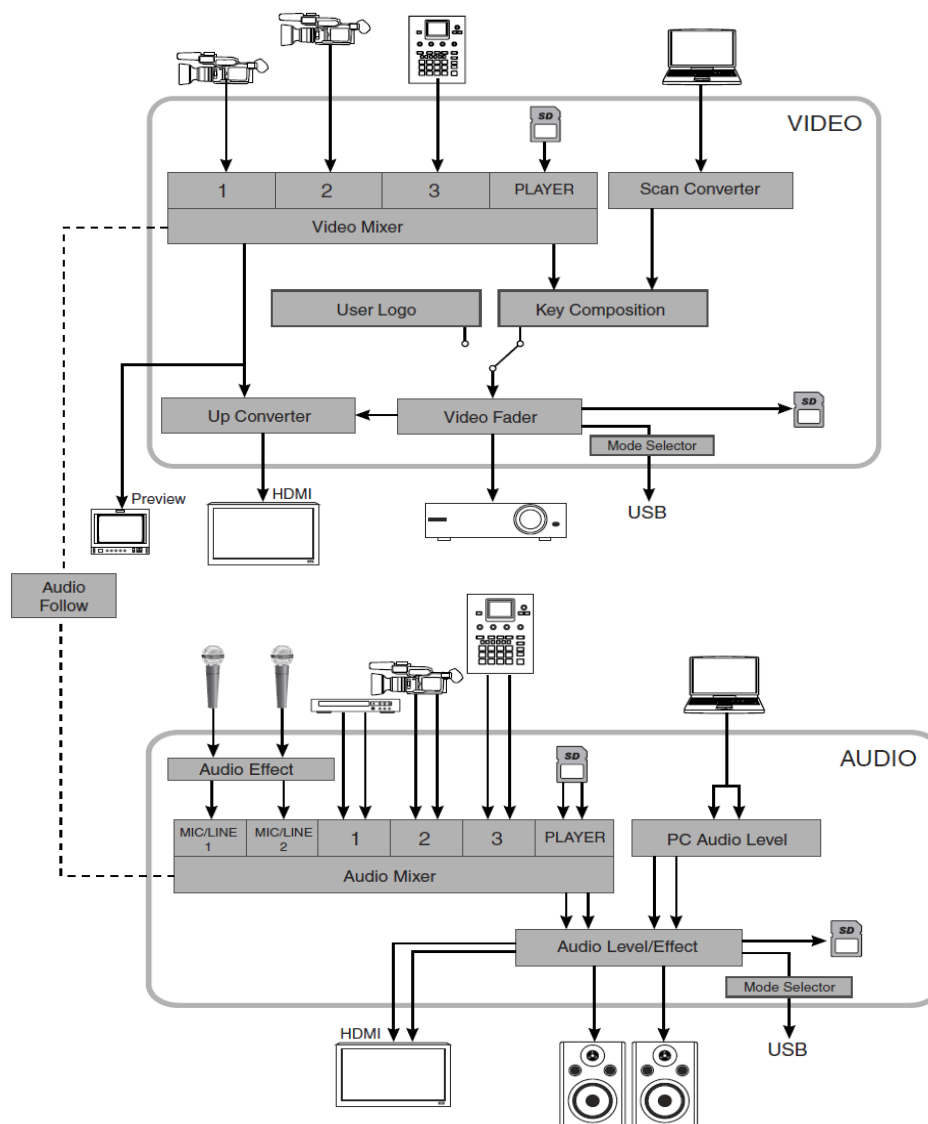 VIDEO
SD
1
2
3
PLAYER
Scan Converter
Video Mixer
User Logo
Key Composition
Up Converter
Video Fader
SD
Mode Selector
Preview
HDMI
USB
Audio
Follow
AUDIO
SD
Audio Effect
MIC/LINE
1
MIC/LINE
2
1
2
3
PLAYER
PC Audio Level
Audio Mixer
SD
Audio Level/Effect
Mode Selector
HDMI
USB